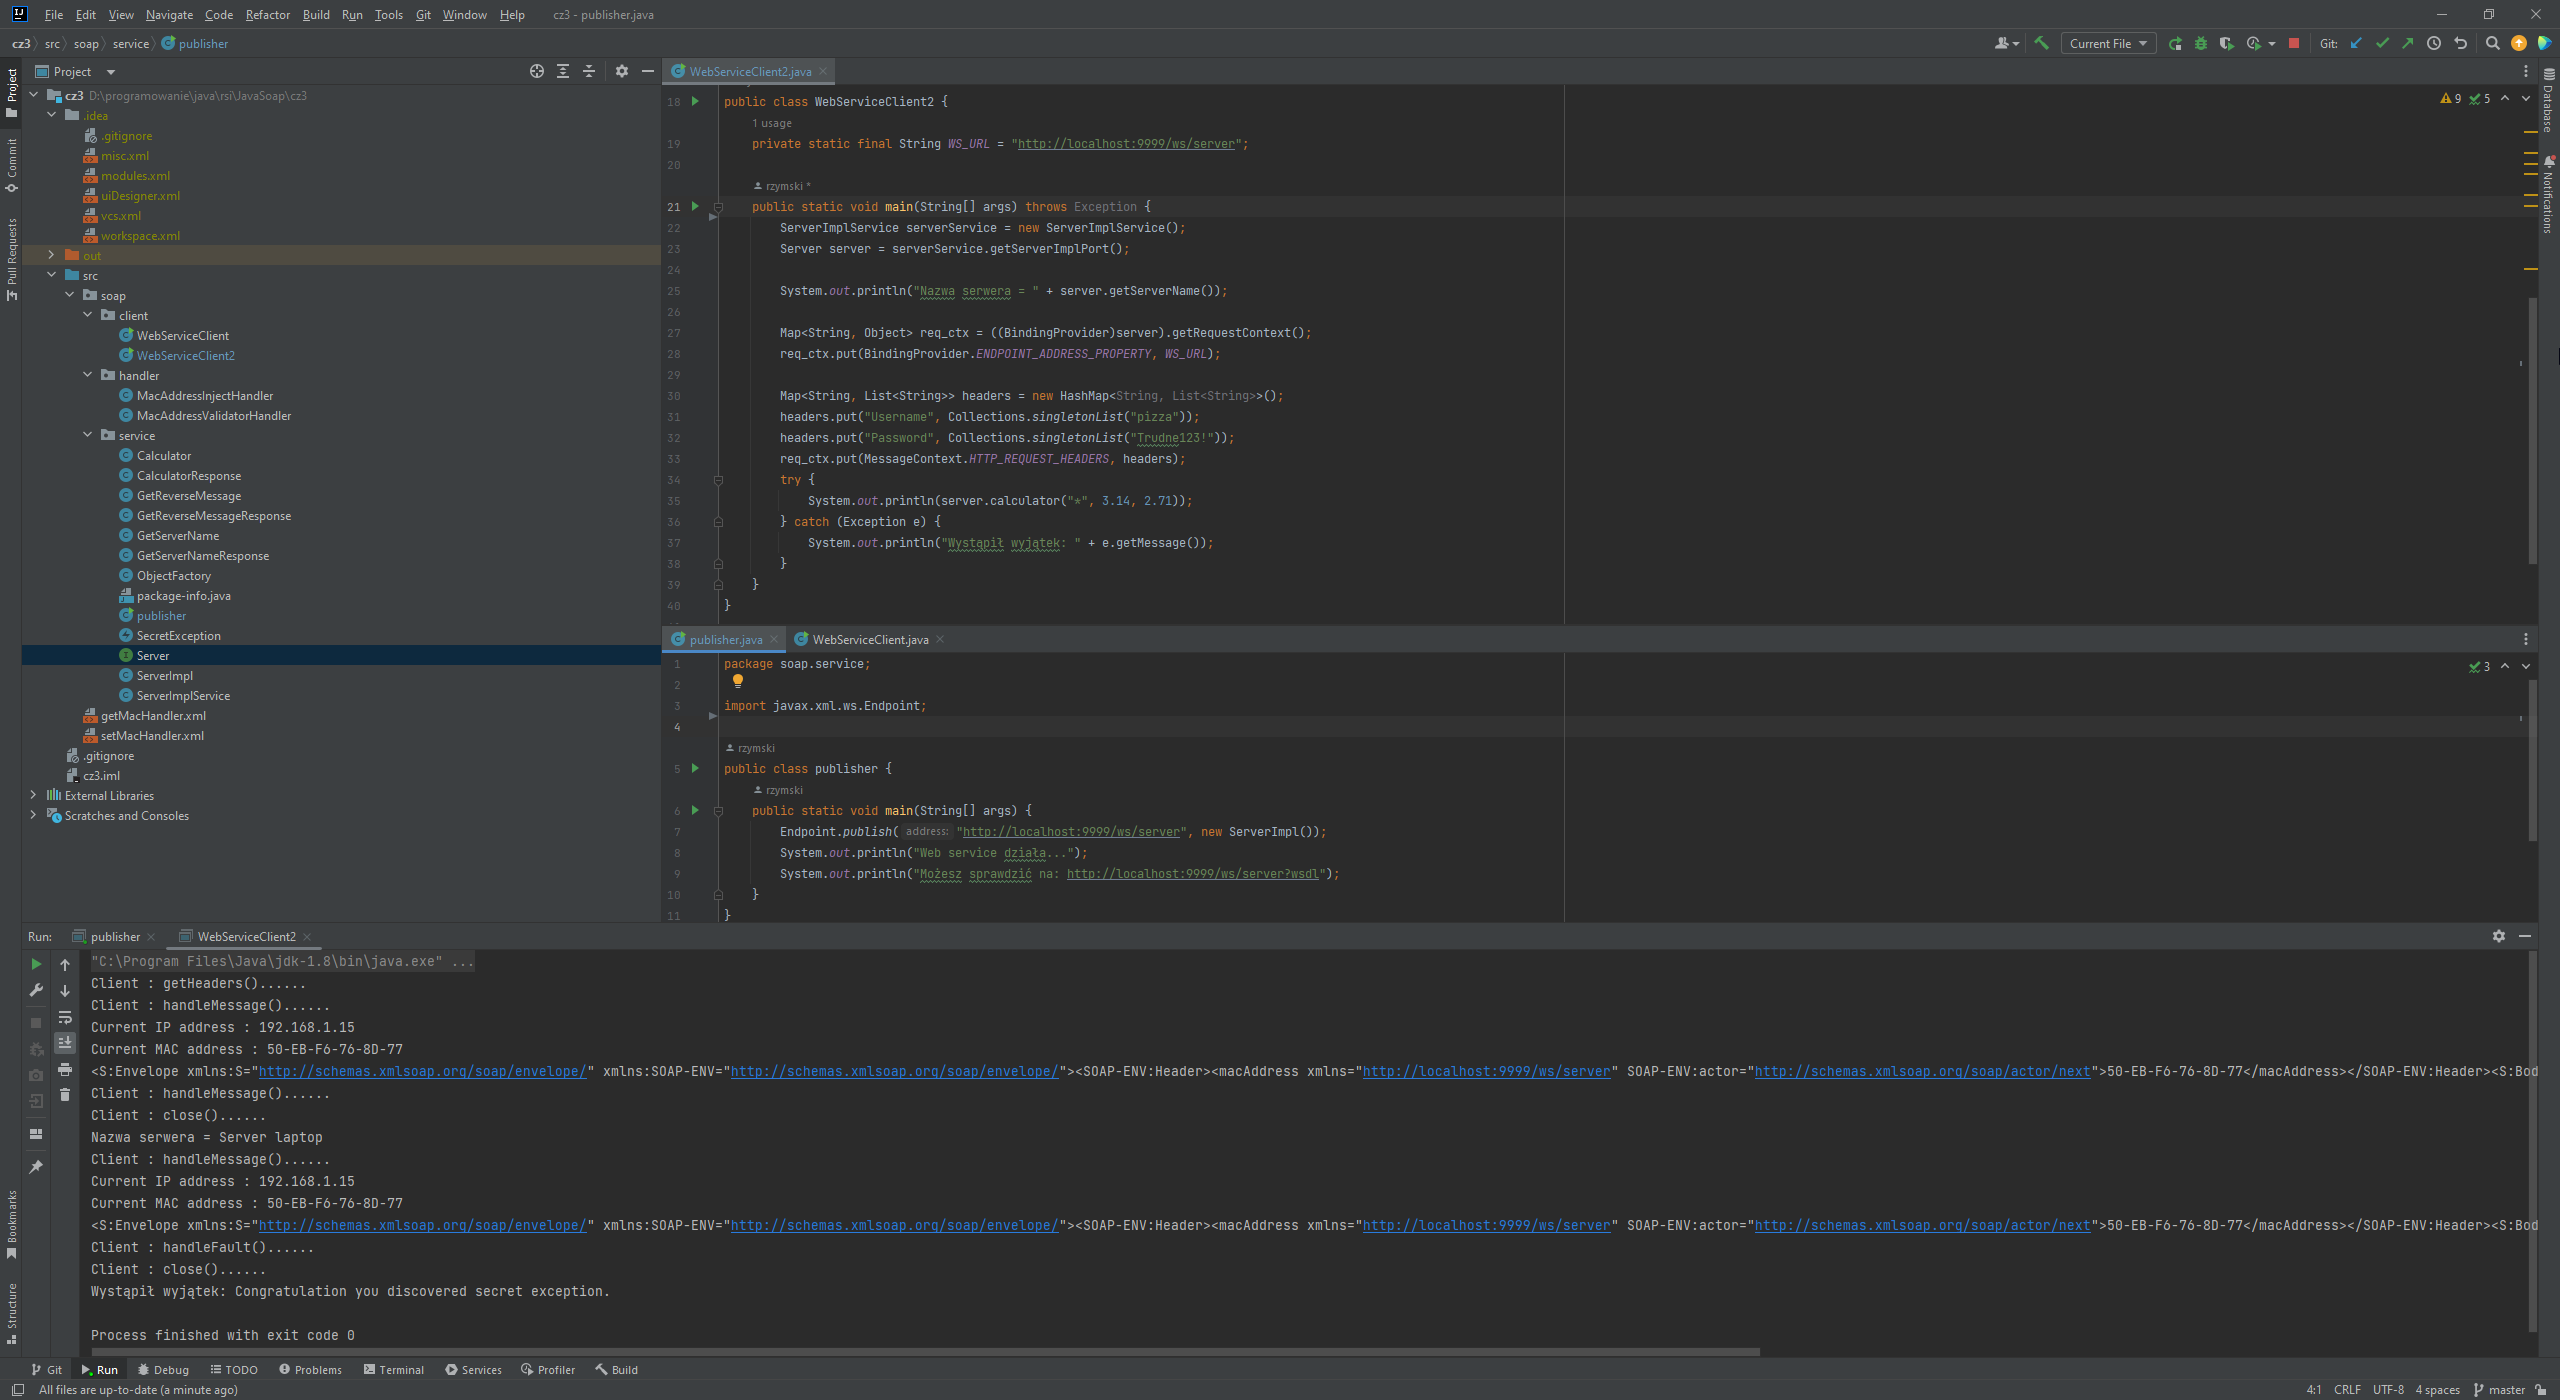 File Edit View Navigate Code Refactor Build Run Tools Git Window Help cz3 - publisher.java
cz3 src soap service publisher
Current File Git:
Project
cz3 D:\programowanie\java\rsi\JavaSoap\cz3
.idea
.gitignore
misc.xml
modules.xml
uiDesigner.xml
vcs.xml
workspace.xml
out
src
soap
client
WebServiceClient
WebServiceClient2
handler
MacAddressInjectHandler
MacAddressValidatorHandler
service
Calculator
CalculatorResponse
GetReverseMessage
GetReverseMessageResponse
GetServerName
GetServerNameResponse
ObjectFactory
package-info.java
publisher
SecretException
Server
ServerImpl
ServerImplService
getMacHandler.xml
setMacHandler.xml
.gitignore
cz3.iml
External Libraries
Scratches and Consoles
Project
Commit
Pull Requests
Bookmarks
Structure
WebServiceClient2.java
9 5
18 public class WebServiceClient2 {
1 usage
19 private static final String WS_URL = "http://localhost:9999/ws/server";
20
rzymski *
21 public static void main(String[] args) throws Exception {
22 ServerImplService serverService = new ServerImplService();
23 Server server = serverService.getServerImplPort();
24
25 System.out.println("Nazwa serwera = " + server.getServerName());
26
27 Map<String, Object> req_ctx = ((BindingProvider)server).getRequestContext();
28 req_ctx.put(BindingProvider.ENDPOINT_ADDRESS_PROPERTY, WS_URL);
29
30 Map<String, List<String>> headers = new HashMap<String, List<String>>();
31 headers.put("Username", Collections.singletonList("pizza"));
32 headers.put("Password", Collections.singletonList("Trudne123!"));
33 req_ctx.put(MessageContext.HTTP_REQUEST_HEADERS, headers);
34 try {
35 System.out.println(server.calculator("*", 3.14, 2.71));
36 } catch (Exception e) {
37 System.out.println("Wystąpił wyjątek: " + e.getMessage());
38 }
39 }
40 }
publisher.java WebServiceClient.java
3
1 package soap.service;
2
3 import javax.xml.ws.Endpoint;
4
rzymski
5 public class publisher {
rzymski
6 public static void main(String[] args) {
7 Endpoint.publish( address: "http://localhost:9999/ws/server", new ServerImpl());
8 System.out.println("Web service działa...");
9 System.out.println("Możesz sprawdzić na: http://localhost:9999/ws/server?wsdl");
10 }
11 }
Database
Notifications
Run: publisher WebServiceClient2
"C:\Program Files\Java\jdk-1.8\bin\java.exe" ...
Client : getHeaders()......
Client : handleMessage()......
Current IP address : 192.168.1.15
Current MAC address : 50-EB-F6-76-8D-77
<S:Envelope xmlns:S="http://schemas.xmlsoap.org/soap/envelope/" xmlns:SOAP-ENV="http://schemas.xmlsoap.org/soap/envelope/"><SOAP-ENV:Header><macAddress xmlns="http://localhost:9999/ws/server" SOAP-ENV:actor="http://schemas.xmlsoap.org/soap/actor/next">50-EB-F6-76-8D-77</macAddress></SOAP-ENV:Header><S:Bod
Client : handleMessage()......
Client : close()......
Nazwa serwera = Server laptop
Client : handleMessage()......
Current IP address : 192.168.1.15
Current MAC address : 50-EB-F6-76-8D-77
<S:Envelope xmlns:S="http://schemas.xmlsoap.org/soap/envelope/" xmlns:SOAP-ENV="http://schemas.xmlsoap.org/soap/envelope/"><SOAP-ENV:Header><macAddress xmlns="http://localhost:9999/ws/server" SOAP-ENV:actor="http://schemas.xmlsoap.org/soap/actor/next">50-EB-F6-76-8D-77</macAddress></SOAP-ENV:Header><S:Bod
Client : handleFault()......
Client : close()......
Wystąpił wyjątek: Congratulation you discovered secret exception.
Process finished with exit code 0
Git Run Debug TODO Problems Terminal Services Profiler Build
All files are up-to-date (a minute ago) 4:1 CRLF UTF-8 4 spaces master